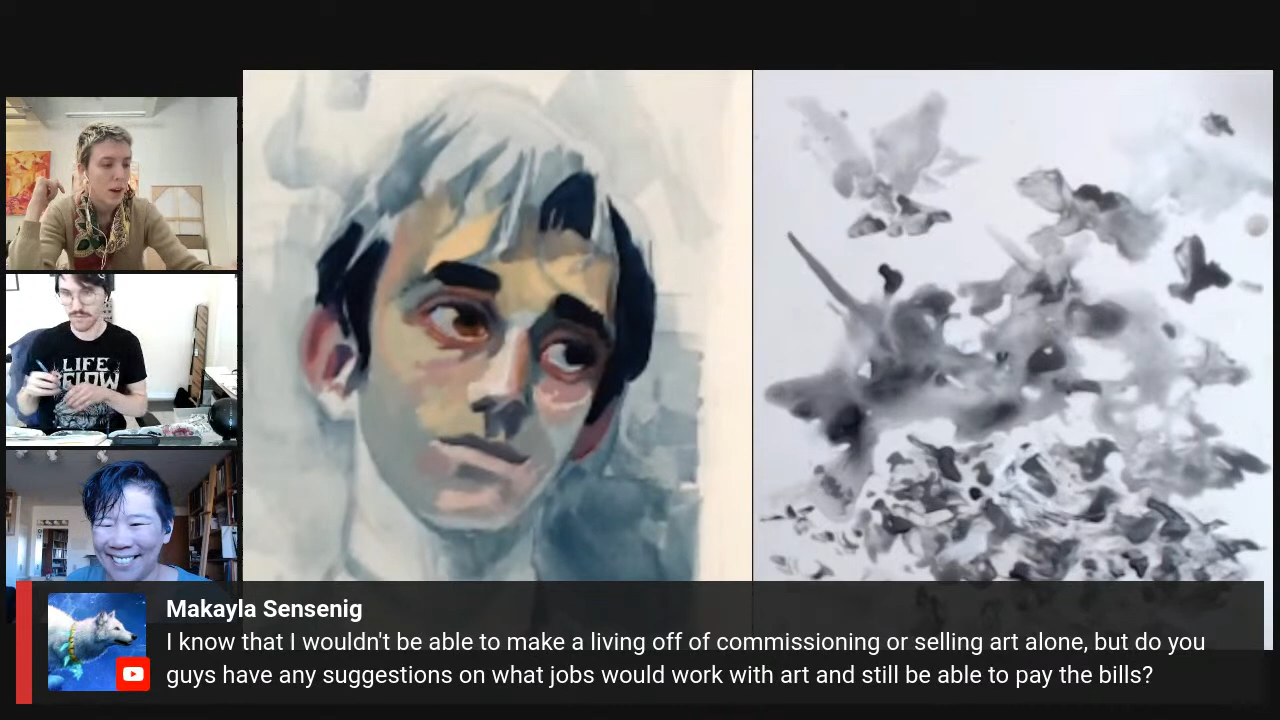 LIFE
FLOW
Makayla Sensenig
I know that I wouldn't be able to make a living off of commissioning or selling art alone, but do you
guys have any suggestions on what jobs would work with art and still be able to pay the bills?